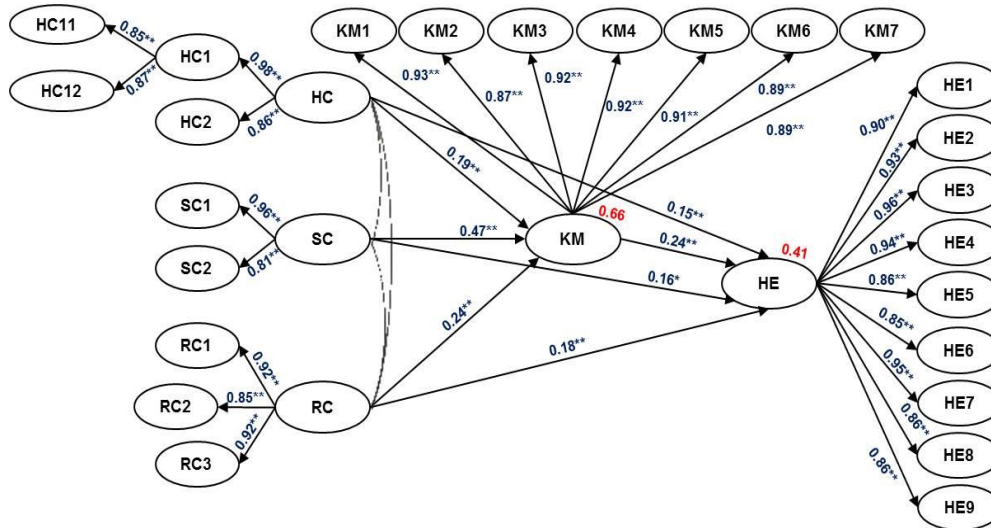 HC11
HC12
0.85**
0.87**
HC1
HC2
0.98**
0.86**
HC
KM1
KM2
KM3
KM4
KM5
KM6
KM7
0.93**
0.87**
0.92**
0.92**
0.91**
0.89**
0.89**
SC1
SC2
0.96**
0.81**
SC
RC1
RC2
RC3
0.92**
0.85**
0.92**
RC
0.19**
0.47**
0.24**
KM
0.66
0.15**
0.24**
0.16*
0.18**
HE
0.41
0.90**
0.93**
0.96**
0.94**
0.86**
0.85**
0.95**
0.86**
0.86**
HE1
HE2
HE3
HE4
HE5
HE6
HE7
HE8
HE9